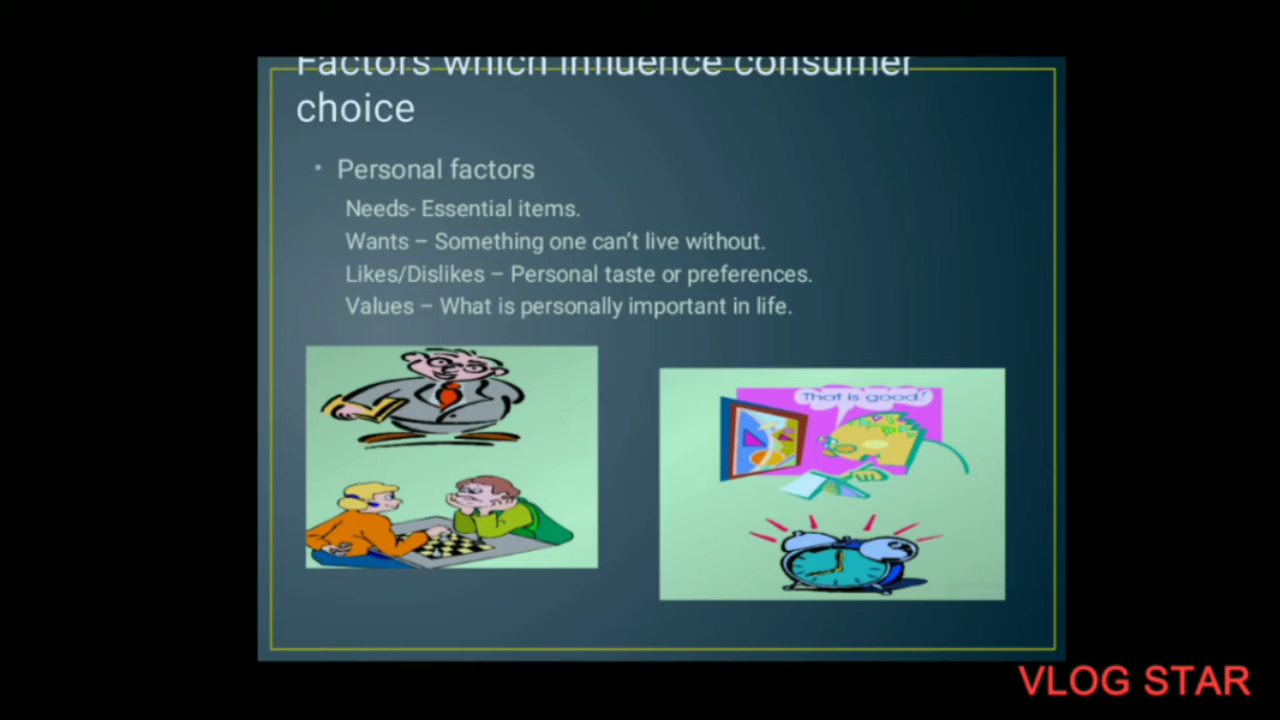 Factors which influence consumer
choice
• Personal factors
Needs- Essential items.
Wants – Something one can't live without.
Likes/Dislikes – Personal taste or preferences.
Values – What is personally important in life.
That is good!
VLOG STAR